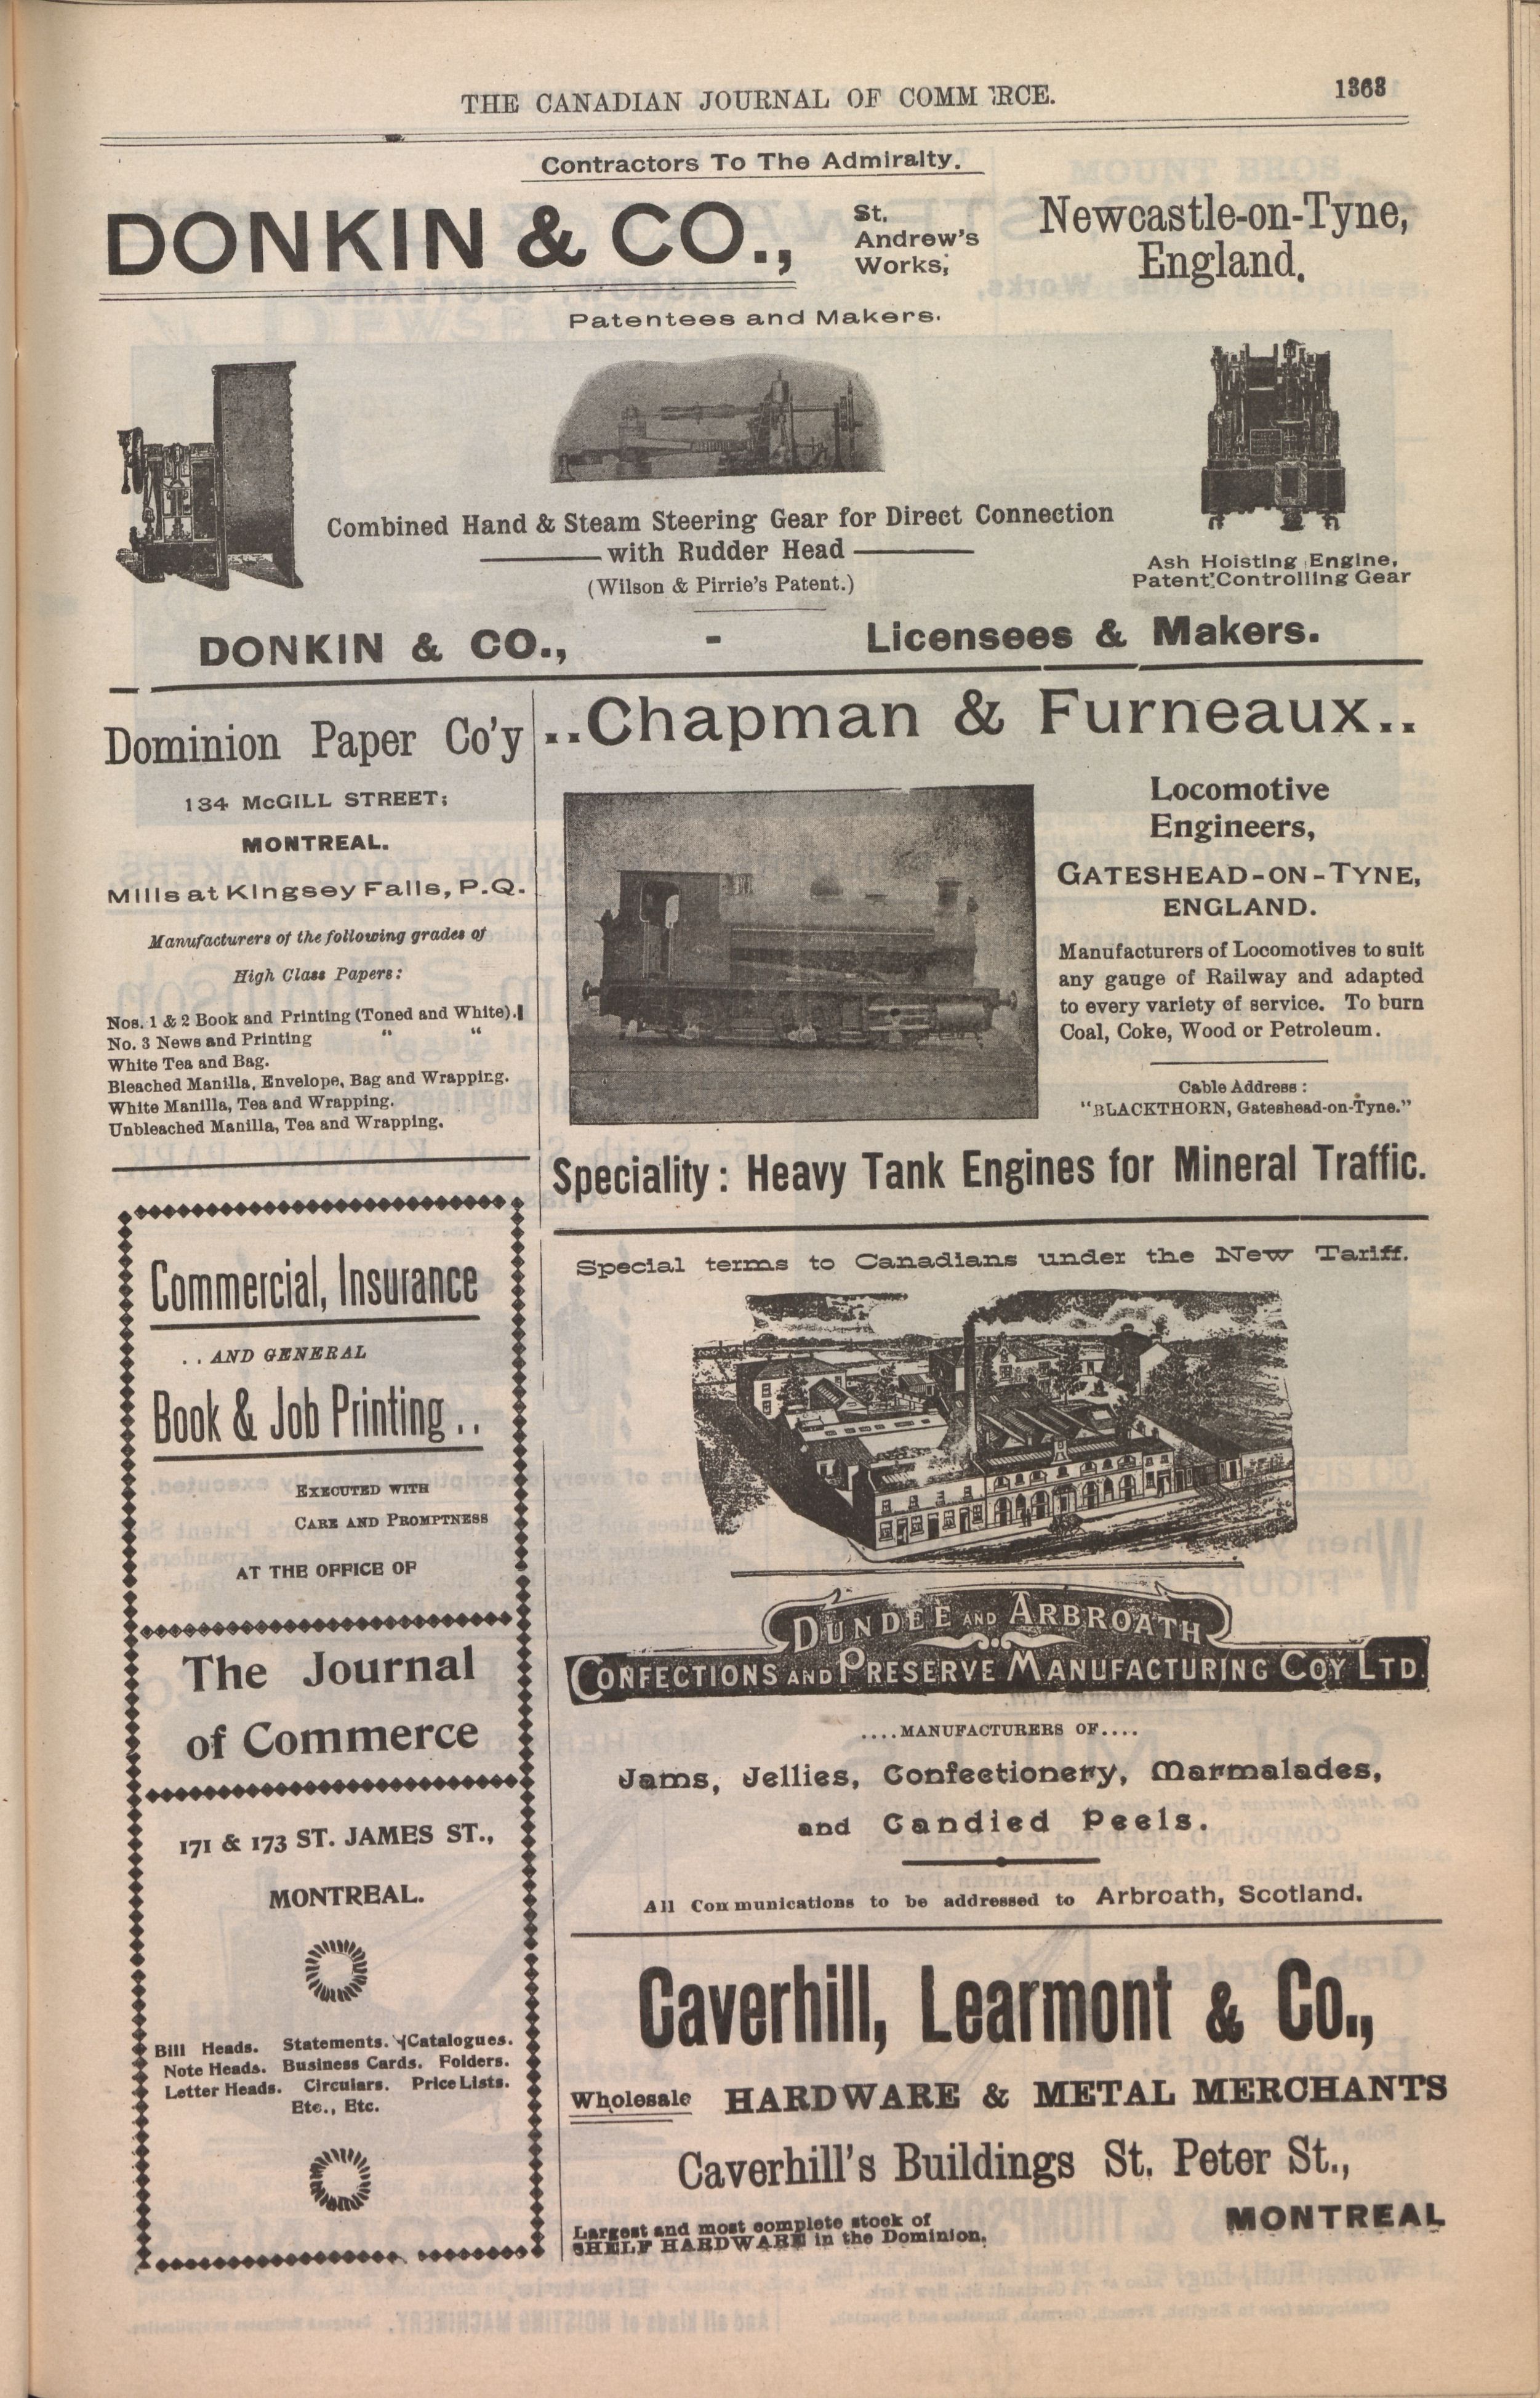 THE CANADIAN JOURNAL OF COMM RCE.
1363
Contractors To The Admiralty.
DONKIN & CO.,
St.
Andrew's
Works,
Newcastle-on-Tyne,
England.
Patentees and Makers.
Combined Hand & Steam Steering Gear for Direct Connection
with Rudder Head
(Wilson & Pirrie's Patent.)
Ash Hoisting Engine,
Patent Controlling Gear
DONKIN & CO., - Licensees & Makers.
Dominion Paper Co'y
134 McGILL STREET;
MONTREAL.
Mills at Kingsey Falls, P.Q.
Manufacturers of the following grades of
High Class Papers:
Nos. 1 & 2 Book and Printing (Toned and White).
No. 3 News and Printing " "
White Tea and Bag.
Bleached Manilla, Envelope, Bag and Wrapping.
White Manilla, Tea and Wrapping.
Unbleached Manilla, Tea and Wrapping.
..Chapman & Furneaux..
Locomotive
Engineers,
GATESHEAD-ON-TYNE,
ENGLAND.
Manufacturers of Locomotives to suit
any gauge of Railway and adapted
to every variety of service. To burn
Coal, Coke, Wood or Petroleum.
Cable Address:
"BLACKTHORN, Gateshead-on-Tyne."
Speciality: Heavy Tank Engines for Mineral Traffic.
Commercial, Insurance
..AND GENERAL
Book & Job Printing..
EXECUTED WITH
CARE AND PROMPTNESS
AT THE OFFICE OF
The Journal
of Commerce
171 & 173 ST. JAMES ST.,
MONTREAL.
Bill Heads. Statements. Catalogues.
Note Heads. Business Cards. Folders.
Letter Heads. Circulars. Price Lists.
Etc., Etc.
Special terms to Canadians under the New Tariff.
DUNDEE AND ARBROATH
CONFECTIONS AND PRESERVE MANUFACTURING COY LTD.
....MANUFACTURERS OF....
Jams, Jellies, Confectionery, Marmalades,
and Candied Peels.
All Communications to be addressed to Arbroath, Scotland.
Caverhill, Learmont & Co.,
Wholesale HARDWARE & METAL MERCHANTS
Caverhill's Buildings St. Peter St.,
MONTREAL
Largest and most complete stock of
SHELF HARDWARE in the Dominion.